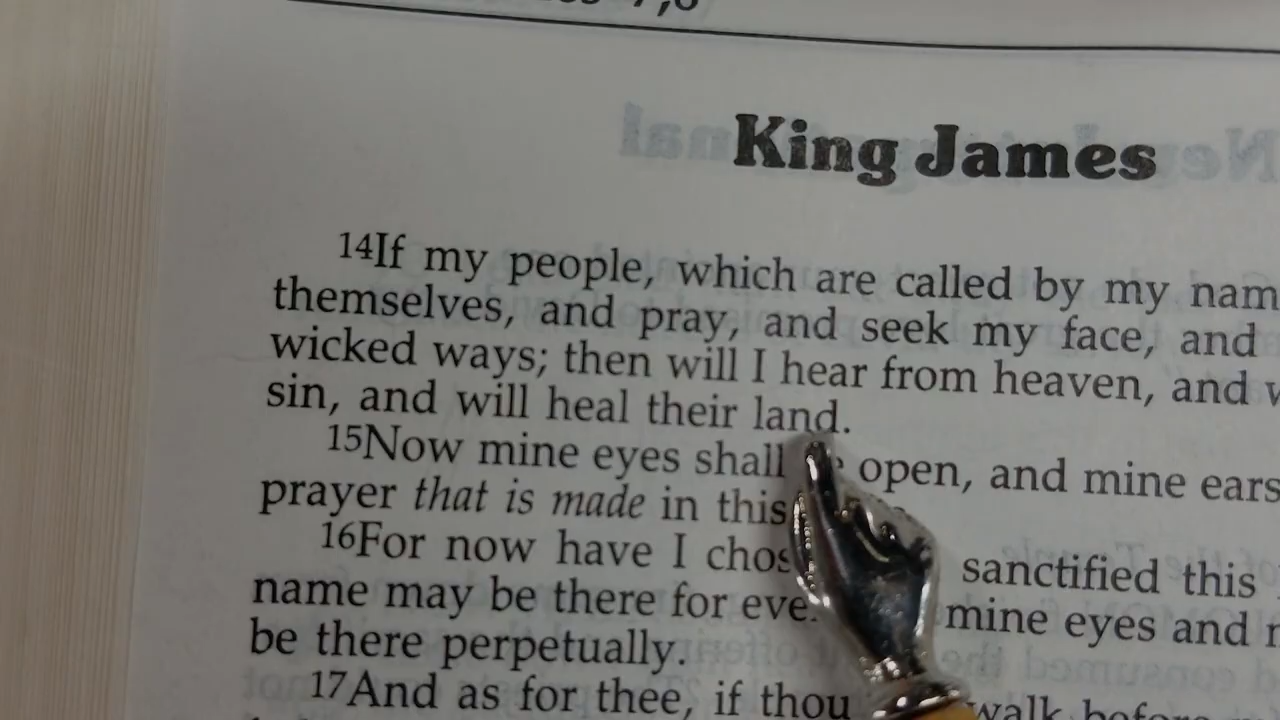 King James
14If my people, which are called by my nam
themselves, and pray, and seek my face, and
wicked ways; then will I hear from heaven, and w
sin, and will heal their land.
15Now mine eyes shall open, and mine ears
prayer that is made in this
16For now have I chos sanctified this
name may be there for eve mine eyes and
be there perpetually.
17And as for thee, if thou walk before